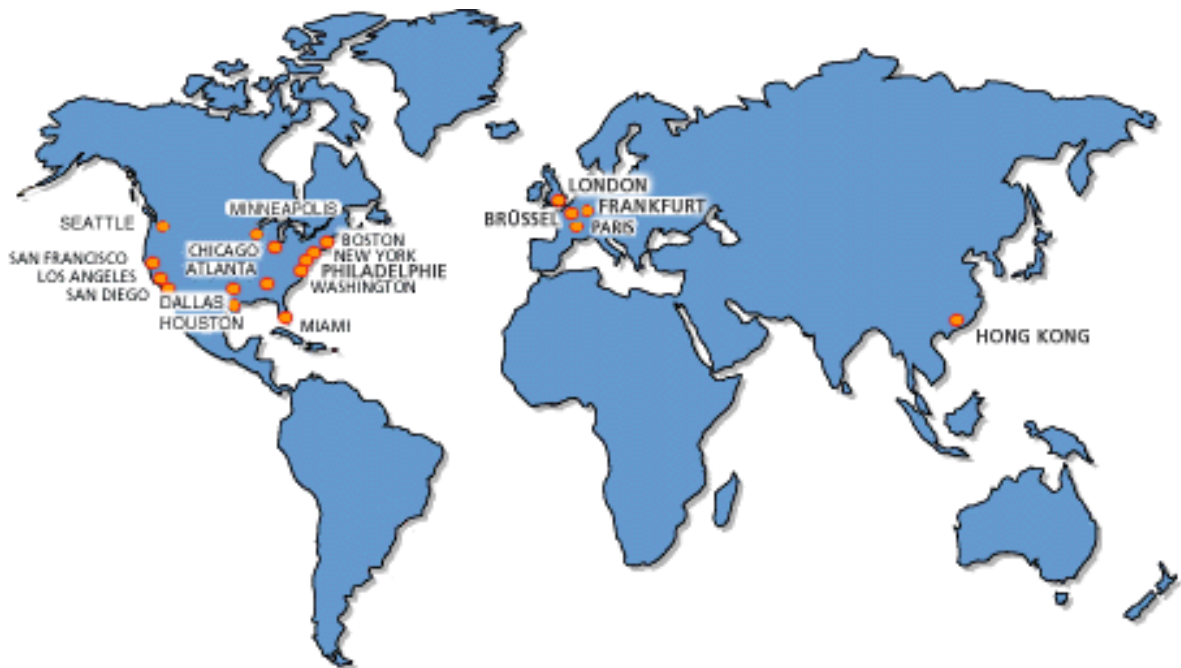 SEATTLE
MINNEAPOLIS
CHICAGO
ATLANTA
SAN FRANCISCO
LOS ANGELES
SAN DIEGO
DALLAS
HOUSTON
MIAMI
BOSTON
NEW YORK
PHILADELPHIE
WASHINGTON
LONDON
BRÜSSEL
FRANKFURT
PARIS
HONG KONG